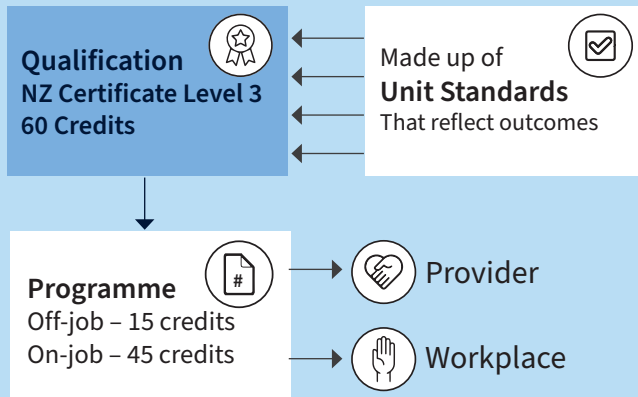 Qualification
NZ Certificate Level 3
60 Credits
Made up of
Unit Standards
That reflect outcomes
Programme
Off-job – 15 credits
On-job – 45 credits
#
Provider
Workplace